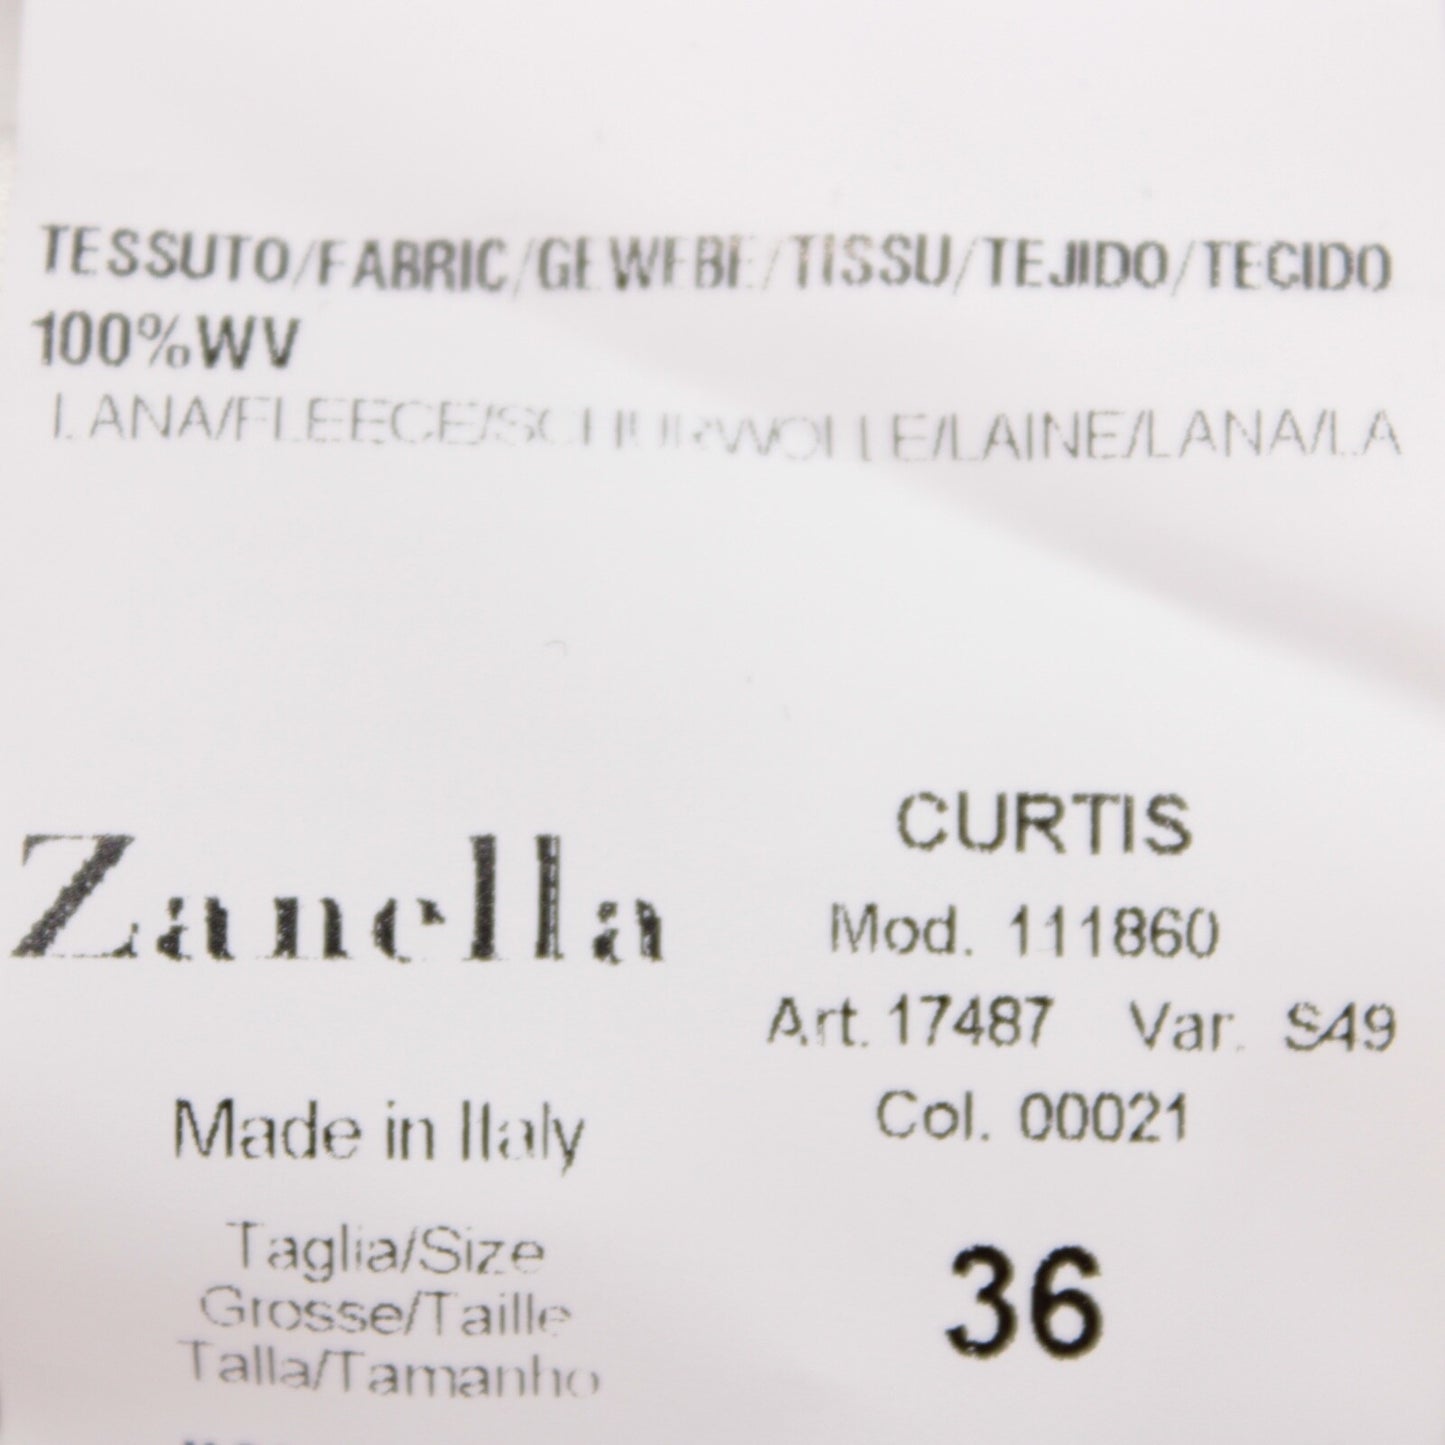 TESSUTO/FABRIC/GEWEBE/TISSU/TEJIDO/TECIDO
100%WV
LANA/FLEECE/SCHURWOLLE/LAINE/LANA/LA
Zanella
Made in Italy
Taglia/Size
Grosse/Taille
Talla/Tamanho
CURTIS
Mod. 111860
Art. 17487 Var. S49
Col. 00021
36